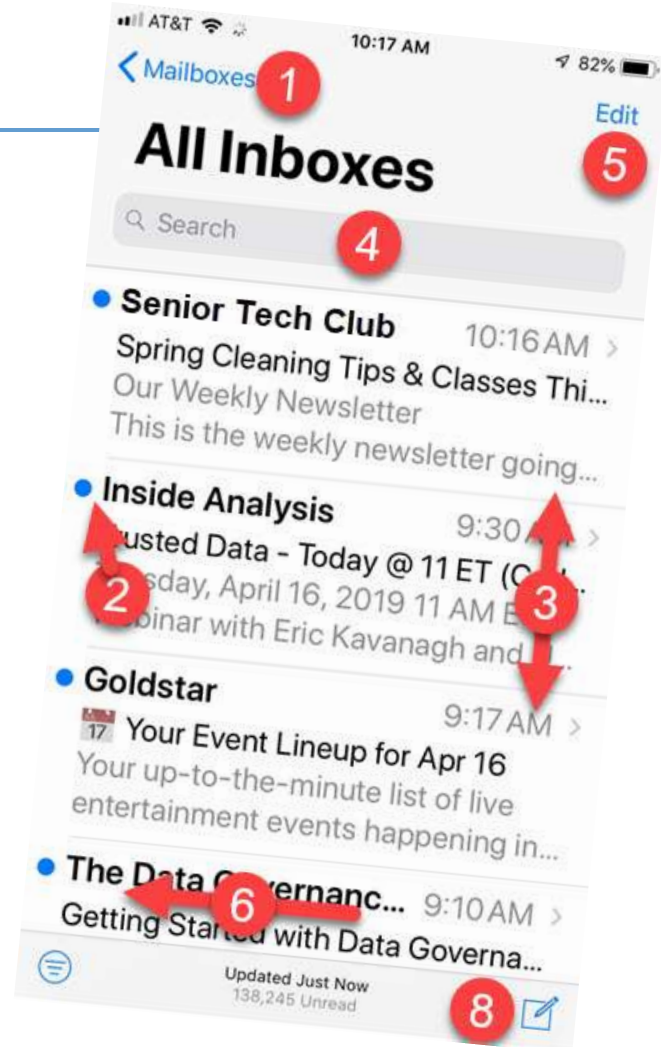 AT&T 10:17 AM 82%
Mailboxes 1
Edit
All Inboxes 5
Search 4
Senior Tech Club 10:16 AM
Spring Cleaning Tips & Classes Thi...
Our Weekly Newsletter
This is the weekly newsletter going...
Inside Analysis 9:30
Data - Today @ 11 ET
2 April 16, 2019 11 AM 3
with Eric Kavanagh and
Goldstar 9:17 AM
17 Your Event Lineup for Apr 16
Your up-to-the-minute list of live
entertainment events happening in...
The Data 9:10 AM
6
Getting Started with Data Governa...
Updated Just Now
138,245 Unread
8